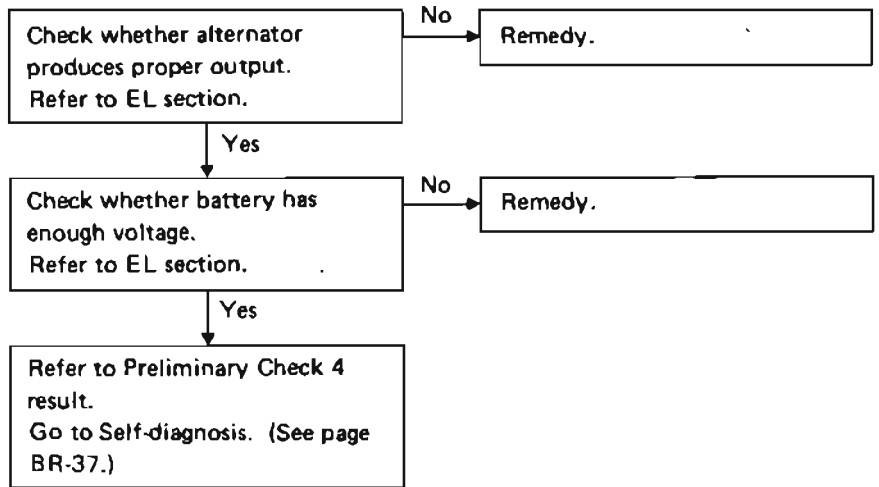 Check whether alternator
produces proper output.
Refer to EL section.
No
Remedy.
Yes
Check whether battery has
enough voltage.
Refer to EL section.
No
Remedy.
Yes
Refer to Preliminary Check 4
result.
Go to Self-diagnosis. (See page
BR-37.)